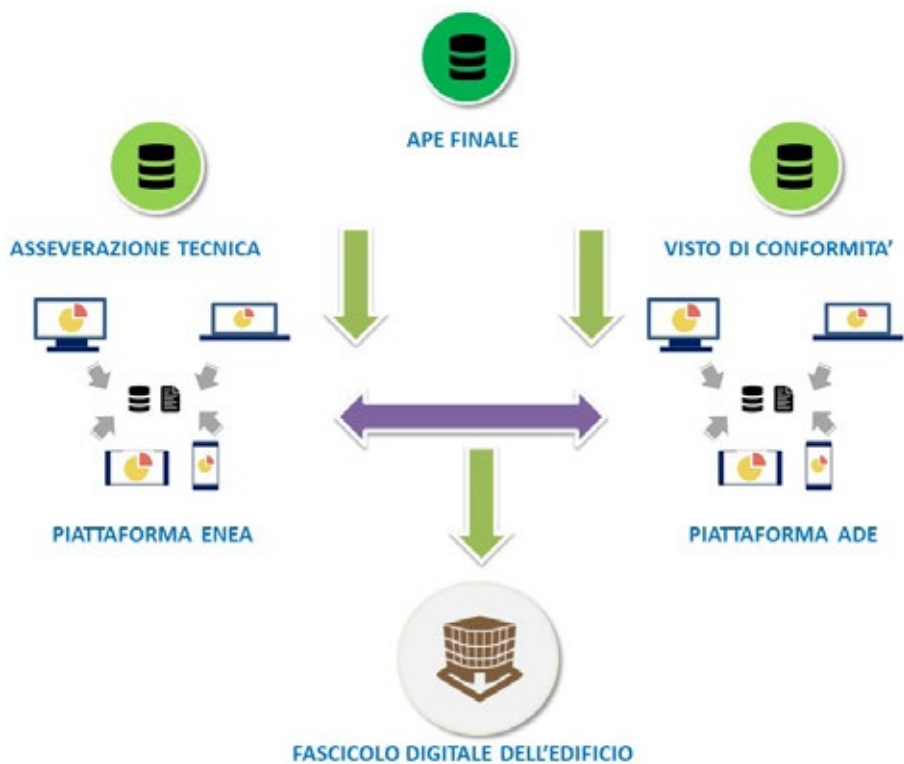 APE FINALE
ASSEVERAZIONE TECNICA
VISTO DI CONFORMITA'
PIATTAFORMA ENEA
PIATTAFORMA ADE
FASCICOLO DIGITALE DELL'EDIFICIO